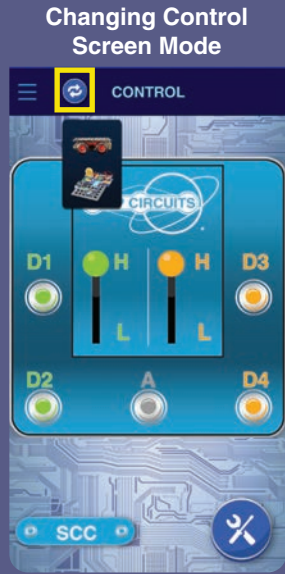 Changing Control
Screen Mode
CONTROL
CIRCUITS
D1 H H D3
L L
D2 A D4
SCC